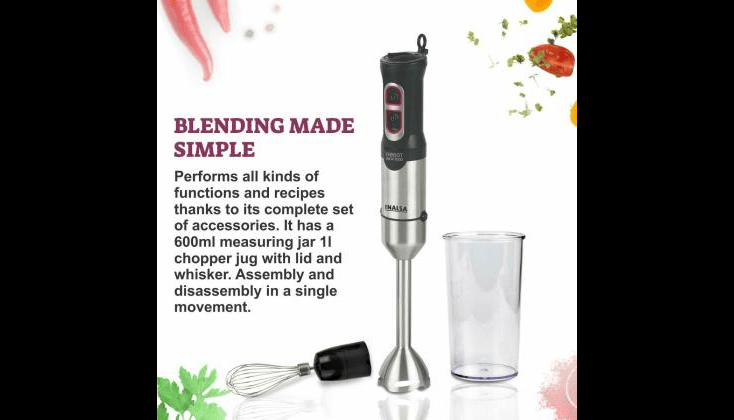 BLENDING MADE
SIMPLE
Performs all kinds of
functions and recipes
thanks to its complete set
of accessories. It has a
600ml measuring jar 1l
chopper jug with lid and
whisker. Assembly and
disassembly in a single
movement.
INALSA